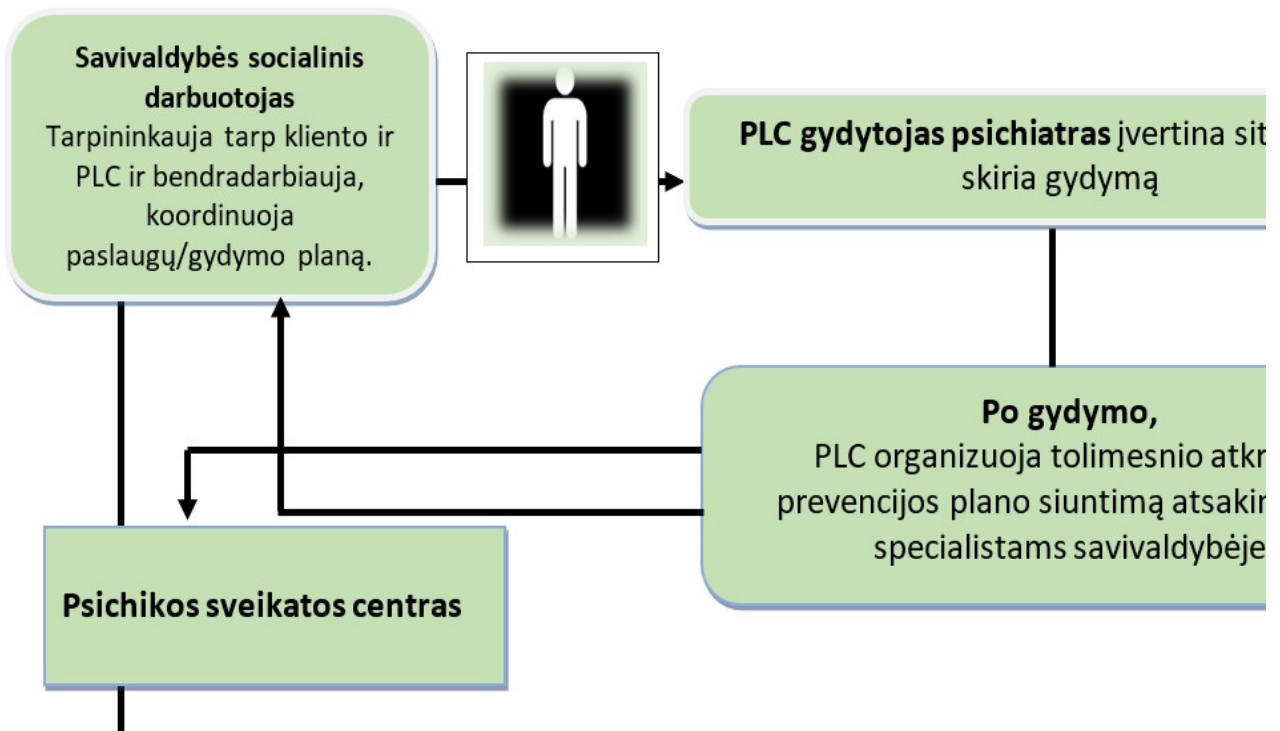 Savivaldybės socialinis
darbuotojas
Tarpininkauja tarp kliento ir
PLC ir bendradarbiauja,
koordinuoja
paslaugų/gydymo planą.
PLC gydytojas psichiatras įvertina
skiria gydymą
Po gydymo,
PLC organizuoja tolimesnio
prevencijos plano siuntimą
specialistams savivaldybėje
Psichikos sveikatos centras